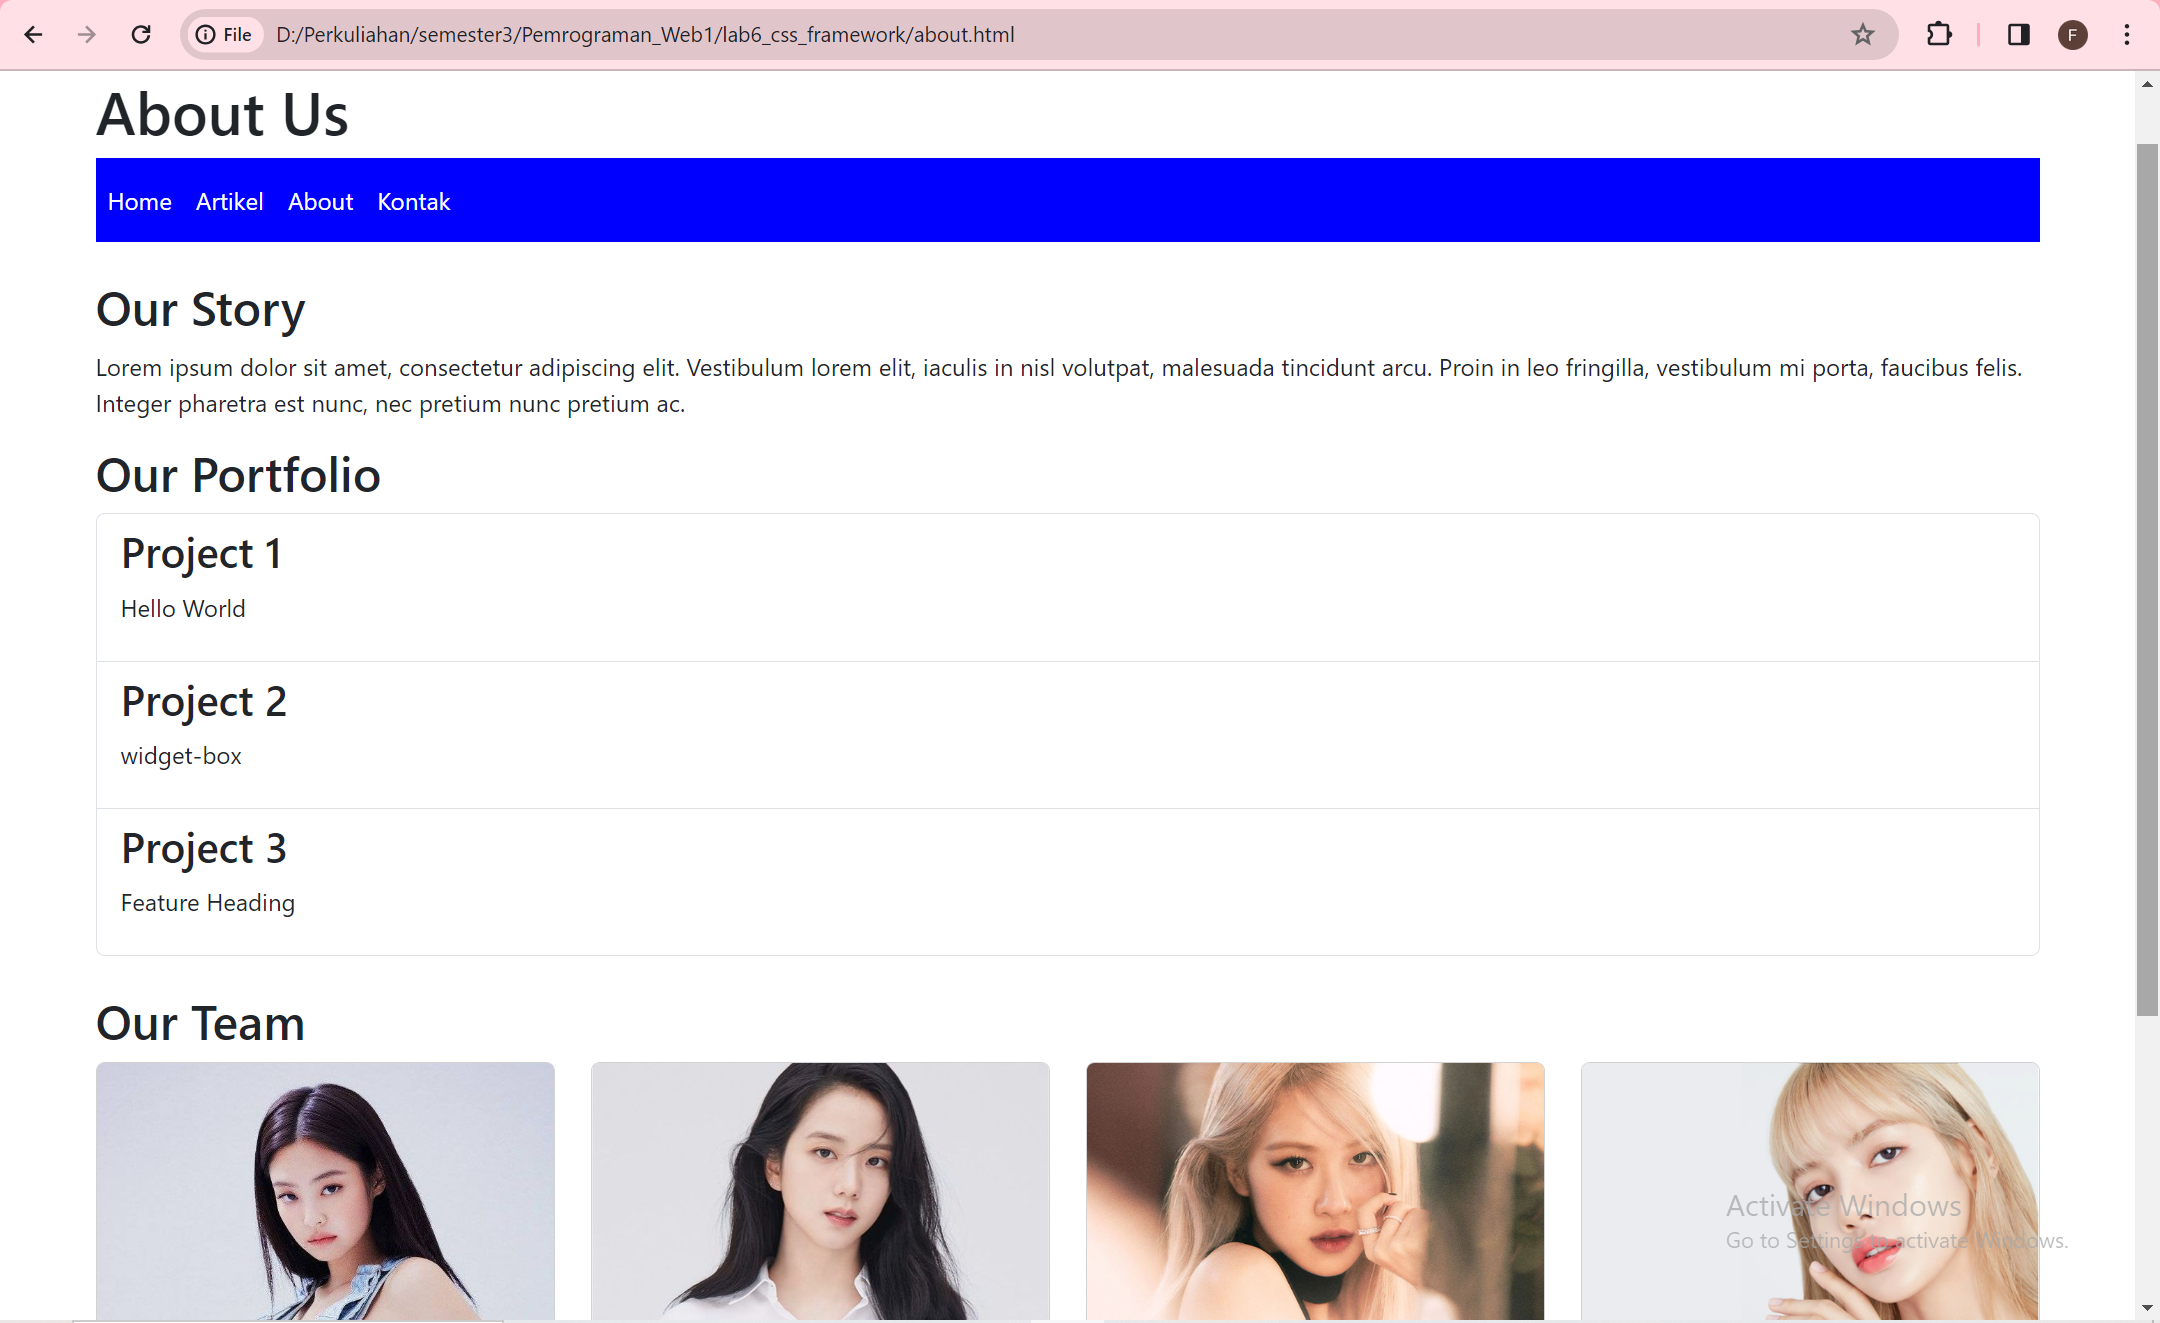 File D:/Perkuliahan/semester3/Pemrograman_Web1/lab6_css_framework/about.html F
About Us
Home Artikel About Kontak
Our Story
Lorem ipsum dolor sit amet, consectetur adipiscing elit. Vestibulum lorem elit, iaculis in nisl volutpat, malesuada tincidunt arcu. Proin in leo fringilla, vestibulum mi porta, faucibus felis.
Integer pharetra est nunc, nec pretium nunc pretium ac.
Our Portfolio
Project 1
Hello World
Project 2
widget-box
Project 3
Feature Heading
Our Team
Activate Windows
Go to Settings to activate Windows.